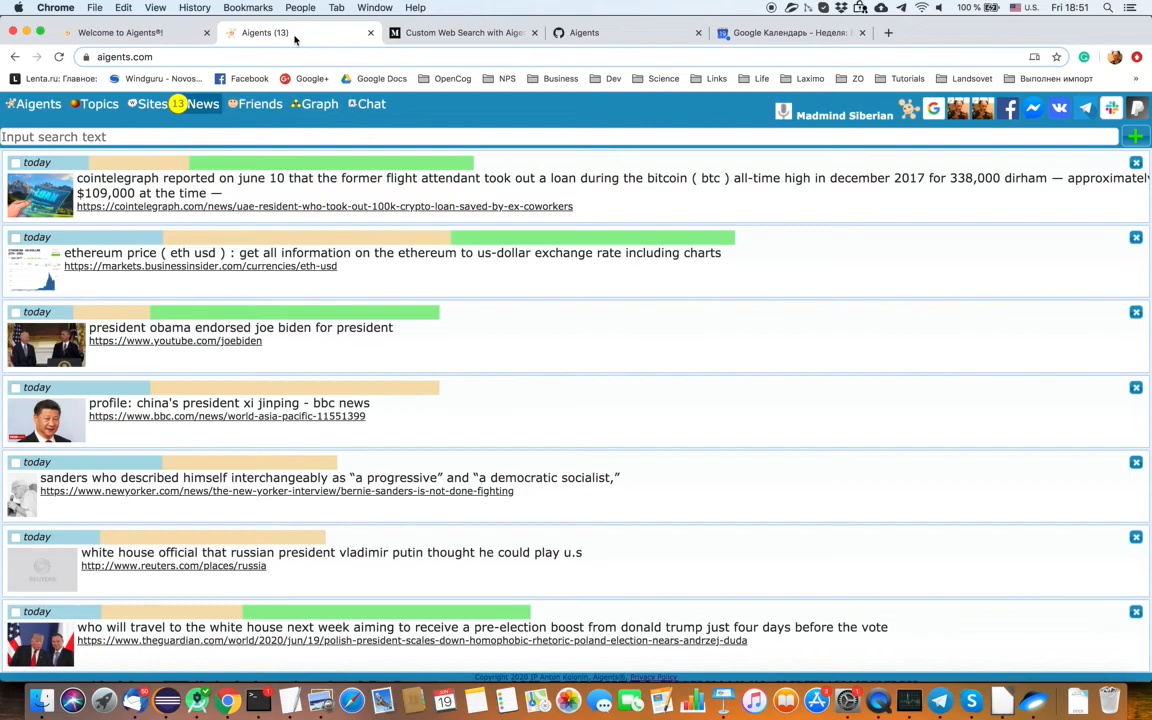 Chrome File Edit View History Bookmarks People Tab Window Help 100 % U.S. Fri 18:51
Welcome to Aigents®! Aigents (13) Custom Web Search with Aige Aigents Google Календарь - Неделя:
aigents.com
Lenta.ru: Главное: Windguru - Novos... Facebook Google+ Google Docs OpenCog NPS Business Dev Science Links Life Laximo ZO Tutorials Landsovet Выполнен импорт »
Aigents Topics Sites 13 News Friends Graph Chat Madmind Siberian
Input search text
today
cointelegraph reported on june 10 that the former flight attendant took out a loan during the bitcoin ( btc ) all-time high in december 2017 for 338,000 dirham — approximately
$109,000 at the time —
https://cointelegraph.com/news/uae-resident-who-took-out-100k-crypto-loan-saved-by-ex-coworkers
today
ethereum price ( eth usd ) : get all information on the ethereum to us-dollar exchange rate including charts
https://markets.businessinsider.com/currencies/eth-usd
today
president obama endorsed joe biden for president
https://www.youtube.com/joebiden
today
profile: china's president xi jinping - bbc news
https://www.bbc.com/news/world-asia-pacific-11551399
today
sanders who described himself interchangeably as “a progressive” and “a democratic socialist,”
https://www.newyorker.com/news/the-new-yorker-interview/bernie-sanders-is-not-done-fighting
today
white house official that russian president vladimir putin thought he could play u.s
http://www.reuters.com/places/russia
REUTERS
today
who will travel to the white house next week aiming to receive a pre-election boost from donald trump just four days before the vote
https://www.theguardian.com/world/2020/jun/19/polish-president-scales-down-homophobic-rhetoric-poland-election-nears-andrzej-duda
Copyright 2020 IP Anton Kolonin, Aigents®, Privacy Policy